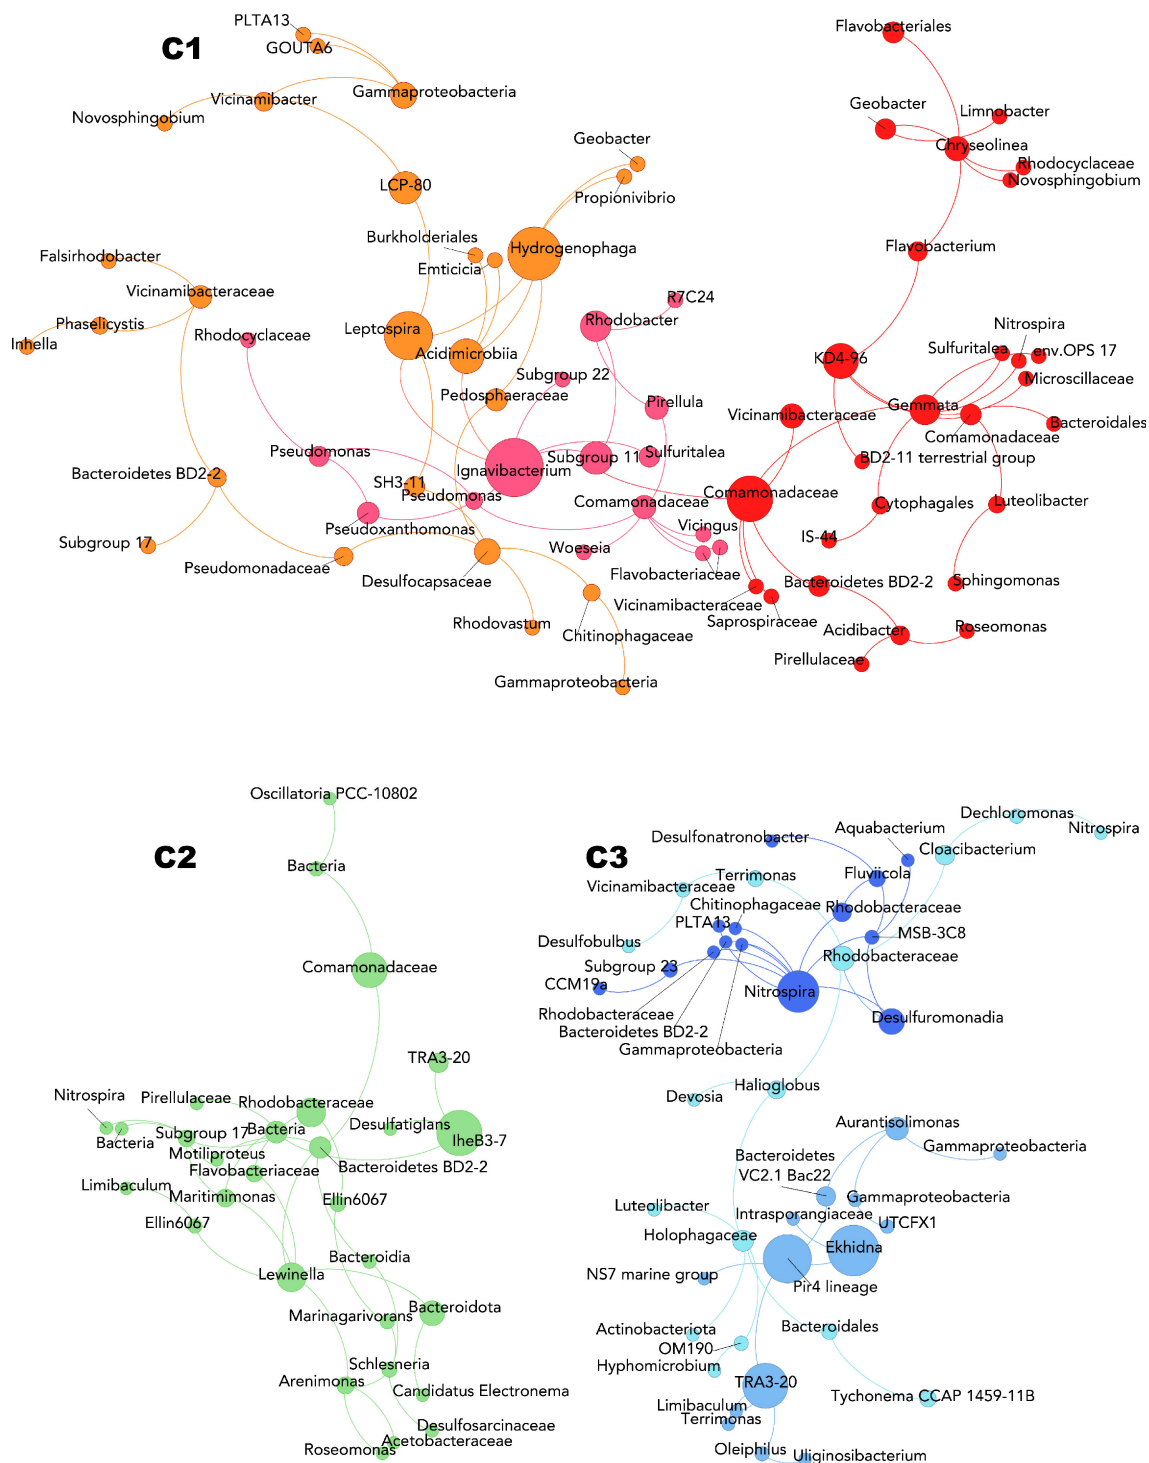 PLTA13
Flavobacteriales
C1
GOUTA6
Gammaproteobacteria
Vicinamibacter
Geobacter
Limnobacter
Novosphingobium
Geobacter
Chryseolinea
Rhodocyclaceae
Novosphingobium
LCP-80
Propionivibrio
Burkholderiales
Hydrogenophaga
Flavobacterium
Falsirhodobacter
Emticicia
Vicinamibacteraceae
R7C24
Phaselicystis
Rhodocyclaceae
Leptospira
Rhodobacter
Nitrospira
Inhella
Acidimicrobiia
KD4-96
Sulfuritalea
env.OPS 17
Subgroup 22
Microscillaceae
Pedosphaeraceae
Pirellula
Vicinamibacteraceae
Gemmata
Bacteroidales
Comamonadaceae
Pseudomonas
Ignavibacterium
Subgroup 11
Sulfuritalea
BD2-11 terrestrial group
Bacteroidetes BD2-2
SH3-11
Pseudomonas
Comamonadaceae
Comamonadaceae
Cytophagales
Luteolibacter
Pseudoxanthomonas
Vicingus
IS-44
Subgroup 17
Woeseia
Pseudomonadaceae
Desulfocapsaceae
Flavobacteriaceae
Bacteroidetes BD2-2
Sphingomonas
Vicinamibacteraceae
Rhodovastum
Chitinophagaceae
Saprospiraceae
Acidibacter
Roseomonas
Pirellulaceae
Gammaproteobacteria
Oscillatoria PCC-10802
C2
Bacteria
Comamonadaceae
TRA3-20
Nitrospira
Pirellulaceae
Rhodobacteraceae
Bacteria
Subgroup 17
Bacteria
Desulfatiglans
IheB3-7
Motiliproteus
Flavobacteriaceae
Bacteroidetes BD2-2
Limibaculum
Maritimimonas
Ellin6067
Ellin6067
Bacteroidia
Lewinella
Marinagarivorans
Bacteroidota
Schlesneria
Arenimonas
Candidatus Electronema
Desulfosarcinaceae
Acetobacteraceae
Roseomonas
C3
Dechloromonas
Nitrospira
Desulfonatronobacter
Aquabacterium
Cloacibacterium
Vicinamibacteraceae
Terrimonas
Fluviicola
Chitinophagaceae
Rhodobacteraceae
PLTA13
Desulfobulbus
MSB-3C8
Rhodobacteraceae
Subgroup 23
CCM19a
Nitrospira
Rhodobacteraceae
Desulfuromonadia
Bacteroidetes BD2-2
Gammaproteobacteria
Devosia
Halioglobus
Aurantisolimonas
Gammaproteobacteria
Bacteroidetes
VC2.1 Bac22
Gammaproteobacteria
Luteolibacter
Intrasporangiaceae
UTCFX1
Holophagaceae
Ekhidna
NS7 marine group
Pir4 lineage
Actinobacteriota
Bacteroidales
OM190
Hyphomicrobium
TRA3-20
Tychonema CCAP 1459-11B
Limibaculum
Terrimonas
Oleiphilus
Uliginosibacterium